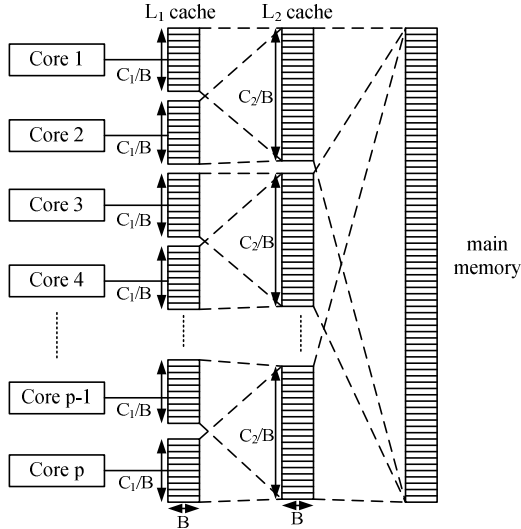 L₁ cache L₂ cache
Core 1
C₁/B
C₂/B
Core 2
C₁/B
Core 3
C₁/B
C₂/B
main
memory
Core 4
C₁/B
Core p-1
C₁/B
C₂/B
Core p
C₁/B
B B